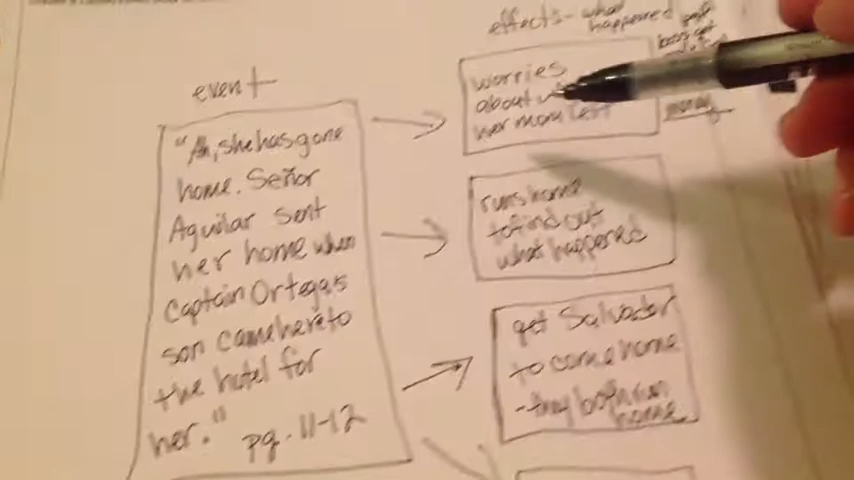 effects - what
happened
event
"Ah, she has gone
home. Señor
Aguilar sent
her home when
Captain Ortegas
son came here to
the hotel for
her." pg. 11-12
worries
about
her mom left
runs home
to find out
what happened
get Salvador
to come home
- they both run
home